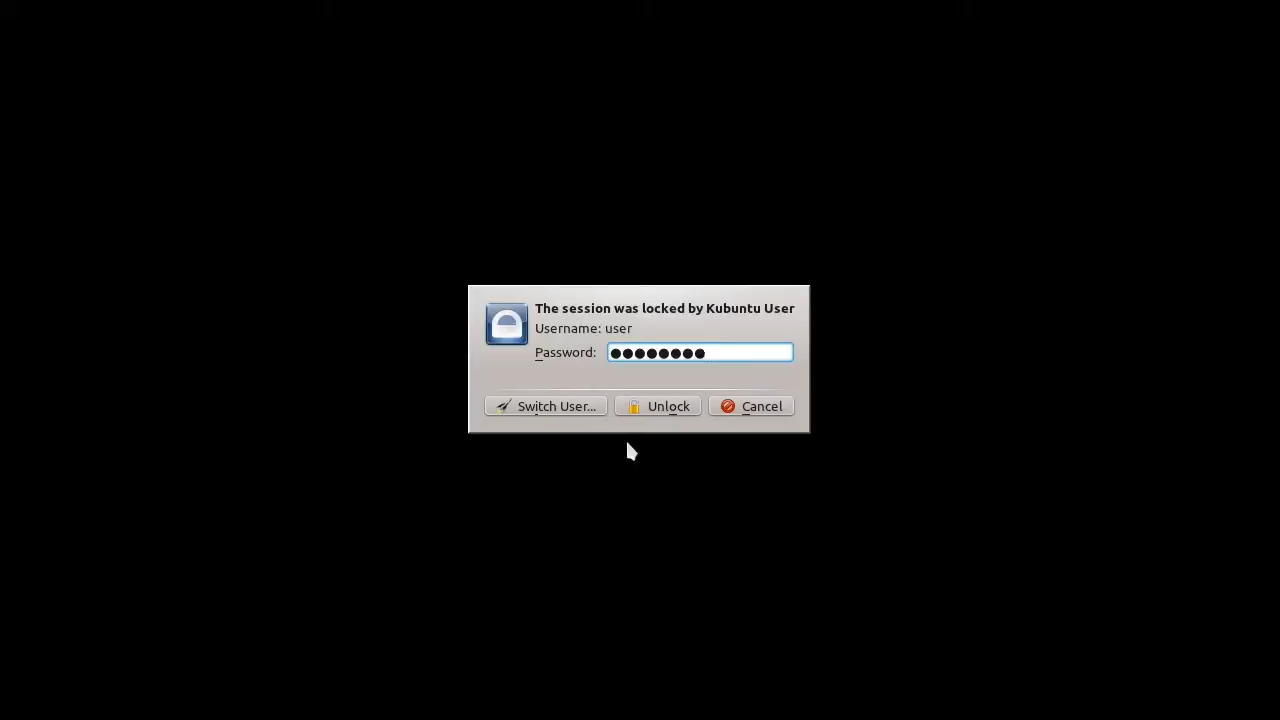 The session was locked by Kubuntu User
Username: user
Password: ●●●●●●●●
Switch User... Unlock Cancel